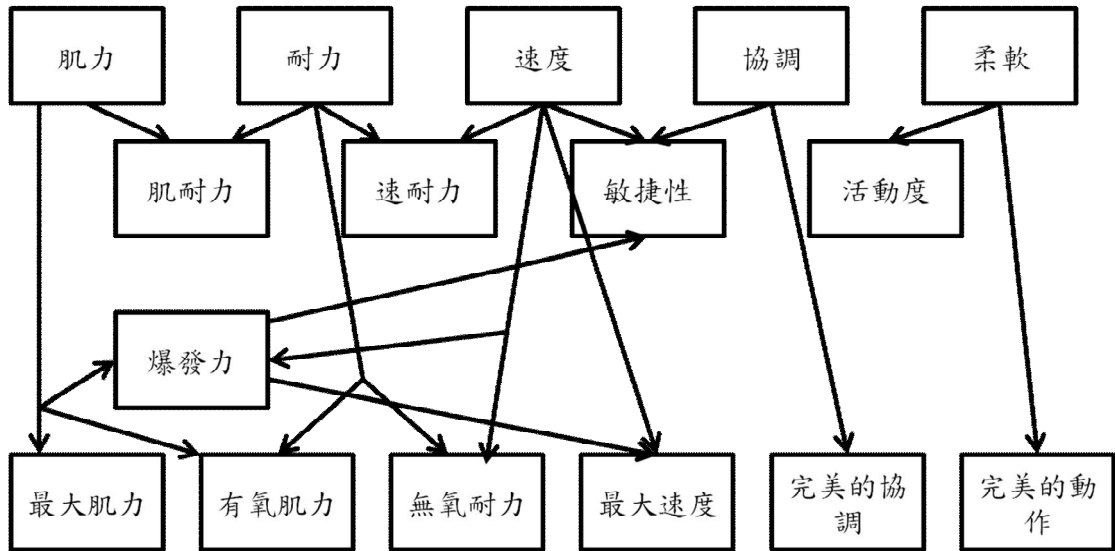 肌力
耐力
速度
協調
柔軟
肌耐力
速耐力
敏捷性
活動度
爆發力
最大肌力
有氧肌力
無氧耐力
最大速度
完美的協
調
完美的動
作